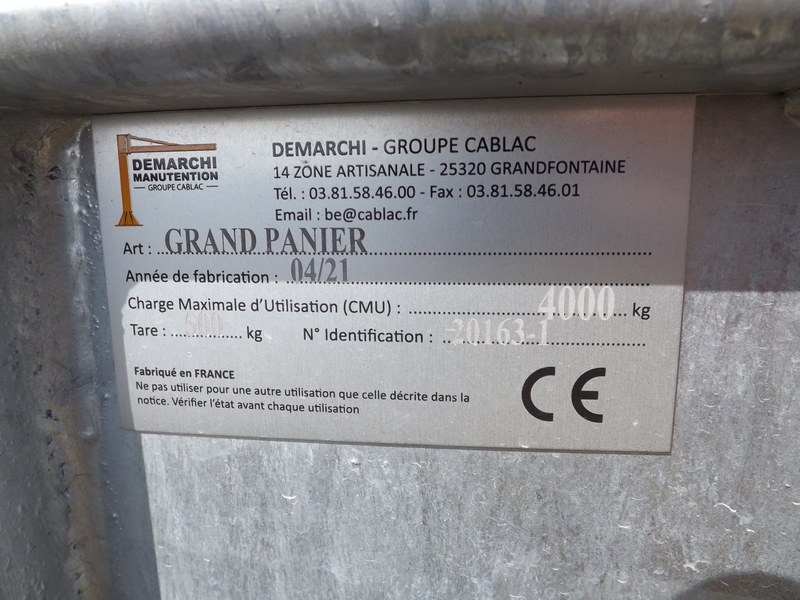 DEMARCHI
MANUTENTION
GROUPE CABLAC
DEMARCHI - GROUPE CABLAC
14 ZONE ARTISANALE - 25320 GRANDFONTAINE
Tél. : 03.81.58.46.00 - Fax : 03.81.58.46.01
Email : be@cablac.fr
Art : GRAND PANIER
Année de fabrication : 04/21
Charge Maximale d'Utilisation (CMU) : 4000 kg
Tare : kg N° Identification : 20163-1
Fabriqué en FRANCE
Ne pas utiliser pour une autre utilisation que celle décrite dans la
notice. Vérifier l'état avant chaque utilisation
CE